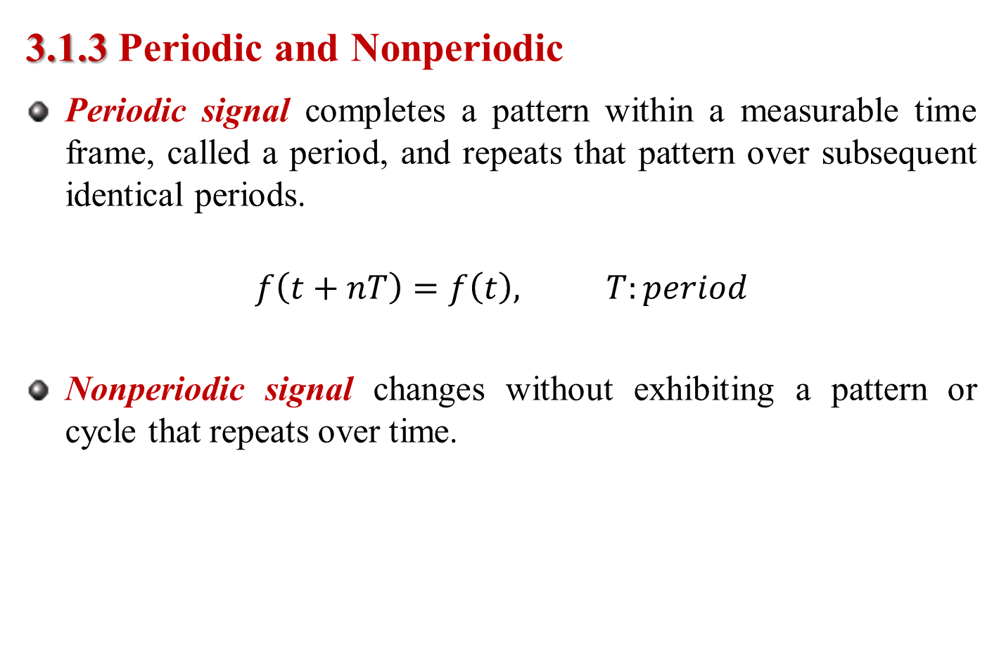 3.1.3 Periodic and Nonperiodic
Periodic signal completes a pattern within a measurable time
frame, called a period, and repeats that pattern over subsequent
identical periods.
𝑓(𝑡 + 𝑛𝑇) = 𝑓(𝑡), 𝑇: 𝑝𝑒𝑟𝑖𝑜𝑑
Nonperiodic signal changes without exhibiting a pattern or
cycle that repeats over time.